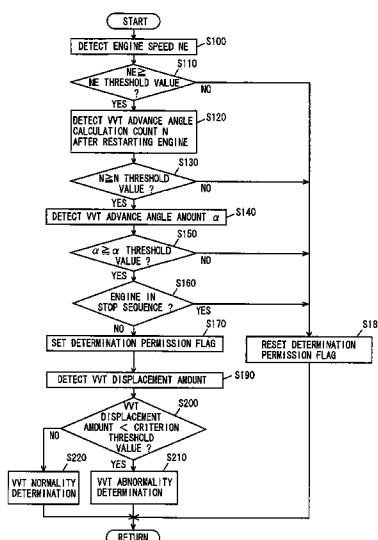 START
DETECT ENGINE SPEED NE
S100
S110
NE≧
NE THRESHOLD VALUE
?
NO
YES
S120
DETECT VVT ADVANCE ANGLE
CALCULATION COUNT N
AFTER RESTARTING ENGINE
S130
N≧N THRESHOLD
VALUE ?
NO
YES
DETECT VVT ADVANCE ANGLE AMOUNT α
S140
S150
α≧α THRESHOLD
VALUE ?
NO
YES
S160
ENGINE IN
STOP SEQUENCE ?
YES
NO
S170
SET DETERMINATION PERMISSION FLAG
S18
RESET DETERMINATION
PERMISSION FLAG
DETECT VVT DISPLACEMENT AMOUNT
S190
S200
VVT
DISPLACEMENT
AMOUNT < CRITERION
THRESHOLD
VALUE ?
NO
YES
S220
S210
VVT NORMALITY
DETERMINATION
VVT ABNORMALITY
DETERMINATION
RETURN